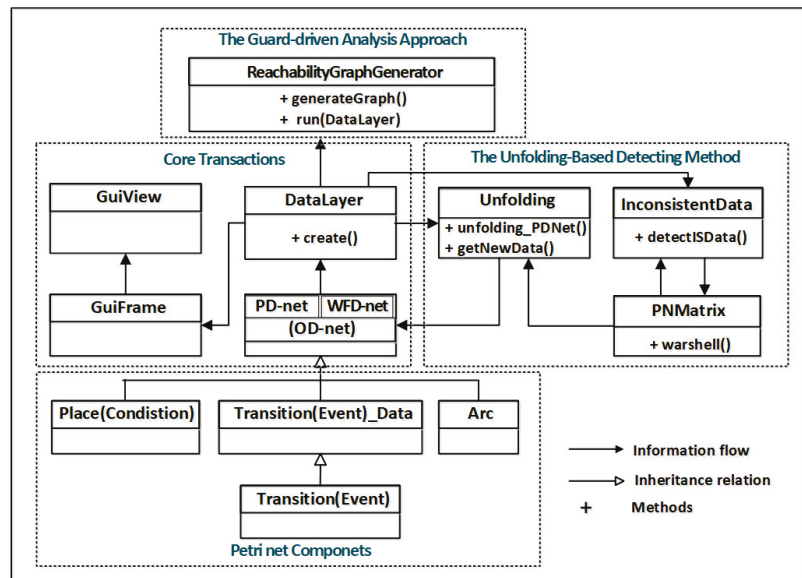 The Guard-driven Analysis Approach
ReachabilityGraphGenerator
+ generateGraph()
+ run(DataLayer)
Core Transactions
The Unfolding-Based Detecting Method
GuiView
DataLayer
+ create()
Unfolding
+ unfolding_PDNet()
+ getNewData()
InconsistentData
+ detectISData()
GuiFrame
PD-net WFD-net
(OD-net)
PNMatrix
+ warshell()
Place(Condistion)
Transition(Event)_Data
Arc
Transition(Event)
Petri net Componets
Information flow
Inheritance relation
+ Methods